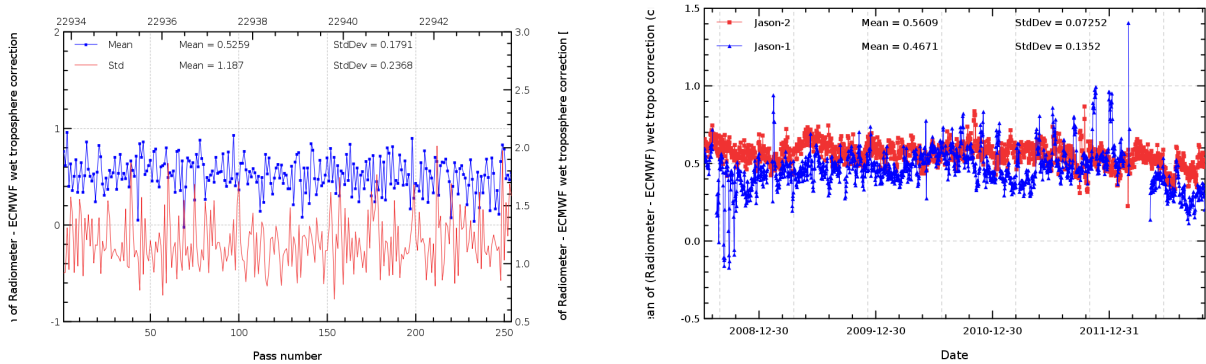 22934 22936 22938 22940 22942
2 3.0
Mean Mean = 0.5259 StdDev = 0.1791
Std Mean = 1.187 StdDev = 0.2368
2.5
1 2.0
1.5
0
1.0
-1 0.5
50 100 150 200 250
Pass number
of Radiometer - ECMWF wet troposphere correction
of Radiometer - ECMWF wet troposphere correction [
1.5
Jason-2 Mean = 0.5609 StdDev = 0.07252
Jason-1 Mean = 0.4671 StdDev = 0.1352
1.0
0.5
0.0
-0.5
2008-12-30 2009-12-30 2010-12-30 2011-12-31
Date
of (Radiometer - ECMWF) wet tropo correction (c